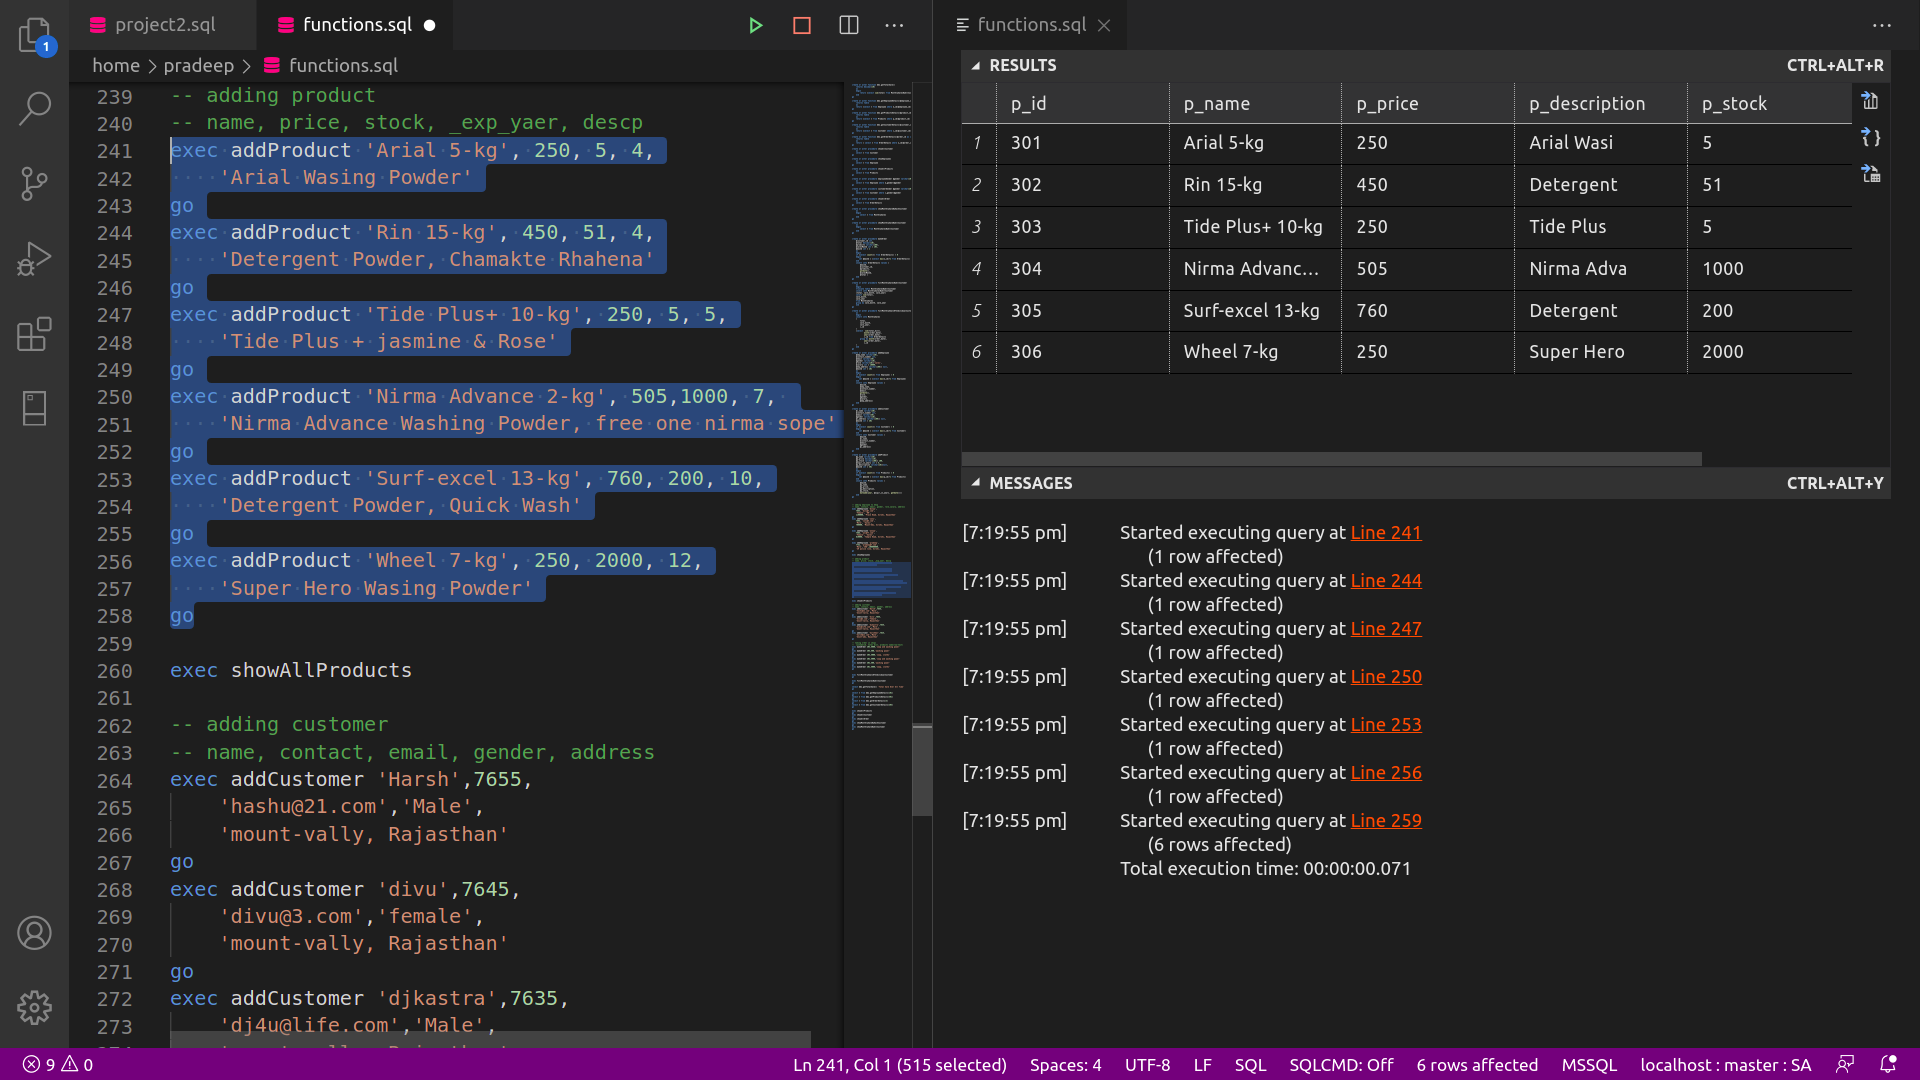 project2.sql
functions.sql
functions.sql
1
home > pradeep > functions.sql
239 -- adding product
240 -- name, price, stock, _exp_yaer, descp
241 exec addProduct 'Arial 5-kg', 250, 5, 4,
242 'Arial Wasing Powder'
243 go
244 exec addProduct 'Rin 15-kg', 450, 51, 4,
245 'Detergent Powder, Chamakte Rhahena'
246 go
247 exec addProduct 'Tide Plus+ 10-kg', 250, 5, 5,
248 'Tide Plus + jasmine & Rose'
249 go
250 exec addProduct 'Nirma Advance 2-kg', 505,1000, 7,
251 'Nirma Advance Washing Powder, free one nirma sope'
252 go
253 exec addProduct 'Surf-excel 13-kg', 760, 200, 10,
254 'Detergent Powder, Quick Wash'
255 go
256 exec addProduct 'Wheel 7-kg', 250, 2000, 12,
257 'Super Hero Wasing Powder'
258 go
259
260 exec showAllProducts
261
262 -- adding customer
263 -- name, contact, email, gender, address
264 exec addCustomer 'Harsh',7655,
265 'hashu@21.com','Male',
266 'mount-vally, Rajasthan'
267 go
268 exec addCustomer 'divu',7645,
269 'divu@3.com','female',
270 'mount-vally, Rajasthan'
271 go
272 exec addCustomer 'djkastra',7635,
273 'dj4u@life.com','Male',
RESULTS CTRL+ALT+R
p_id p_name p_price p_description p_stock
1 301 Arial 5-kg 250 Arial Wasi 5
2 302 Rin 15-kg 450 Detergent 51
3 303 Tide Plus+ 10-kg 250 Tide Plus 5
4 304 Nirma Advanc... 505 Nirma Adva 1000
5 305 Surf-excel 13-kg 760 Detergent 200
6 306 Wheel 7-kg 250 Super Hero 2000
MESSAGES CTRL+ALT+Y
[7:19:55 pm] Started executing query at Line 241
(1 row affected)
[7:19:55 pm] Started executing query at Line 244
(1 row affected)
[7:19:55 pm] Started executing query at Line 247
(1 row affected)
[7:19:55 pm] Started executing query at Line 250
(1 row affected)
[7:19:55 pm] Started executing query at Line 253
(1 row affected)
[7:19:55 pm] Started executing query at Line 256
(1 row affected)
[7:19:55 pm] Started executing query at Line 259
(6 rows affected)
Total execution time: 00:00:00.071
9 0 Ln 241, Col 1 (515 selected) Spaces: 4 UTF-8 LF SQL SQLCMD: Off 6 rows affected MSSQL localhost : master : SA